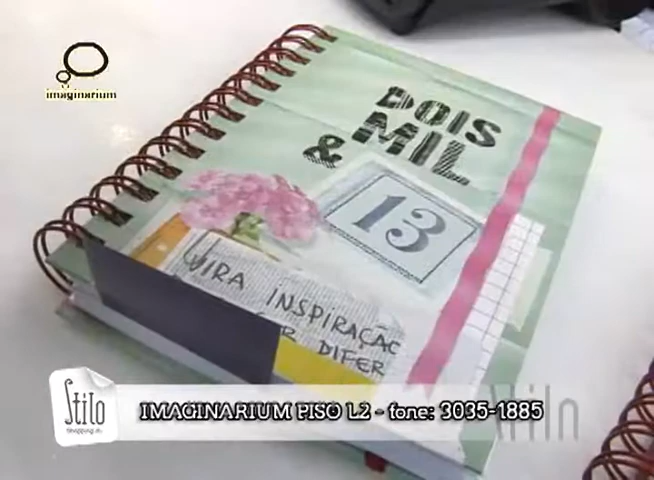 imaginarium
DOIS
MIL
&
13
VIRA INSPIRAÇÃO
DIFER
Stilo
IMAGINARIUM PISO L2 - fone: 3035-1885